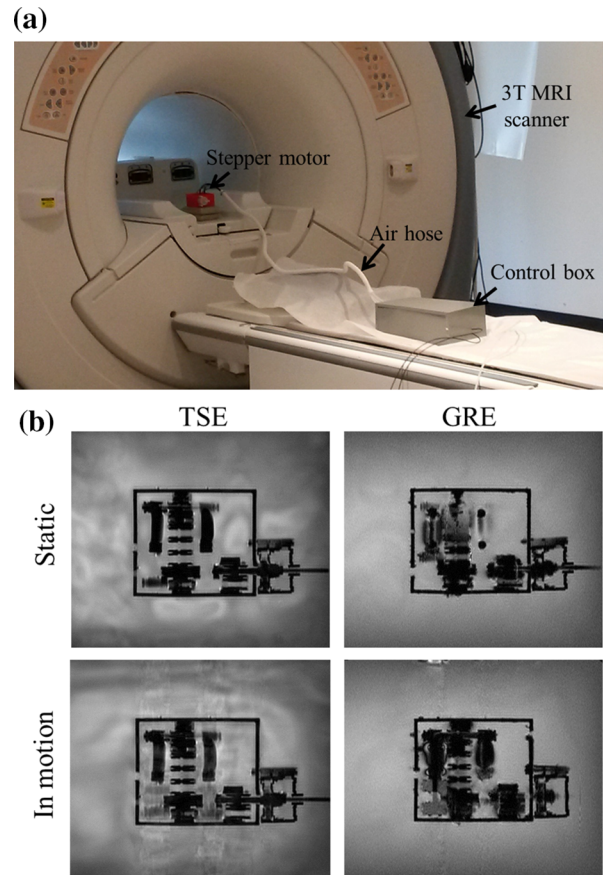 (a)
3T MRI
scanner
Stepper motor
Air hose
Control box
(b)
TSE
GRE
Static
In motion